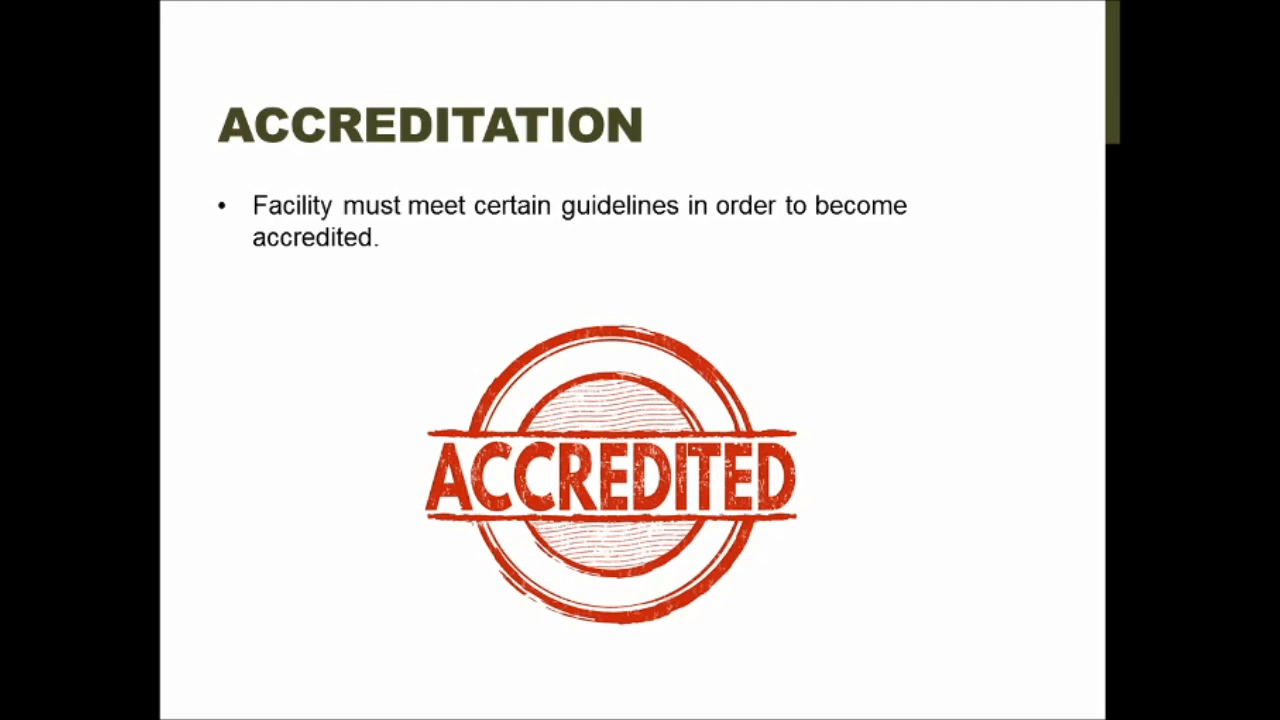 ACCREDITATION
• Facility must meet certain guidelines in order to become
accredited.
ACCREDITED